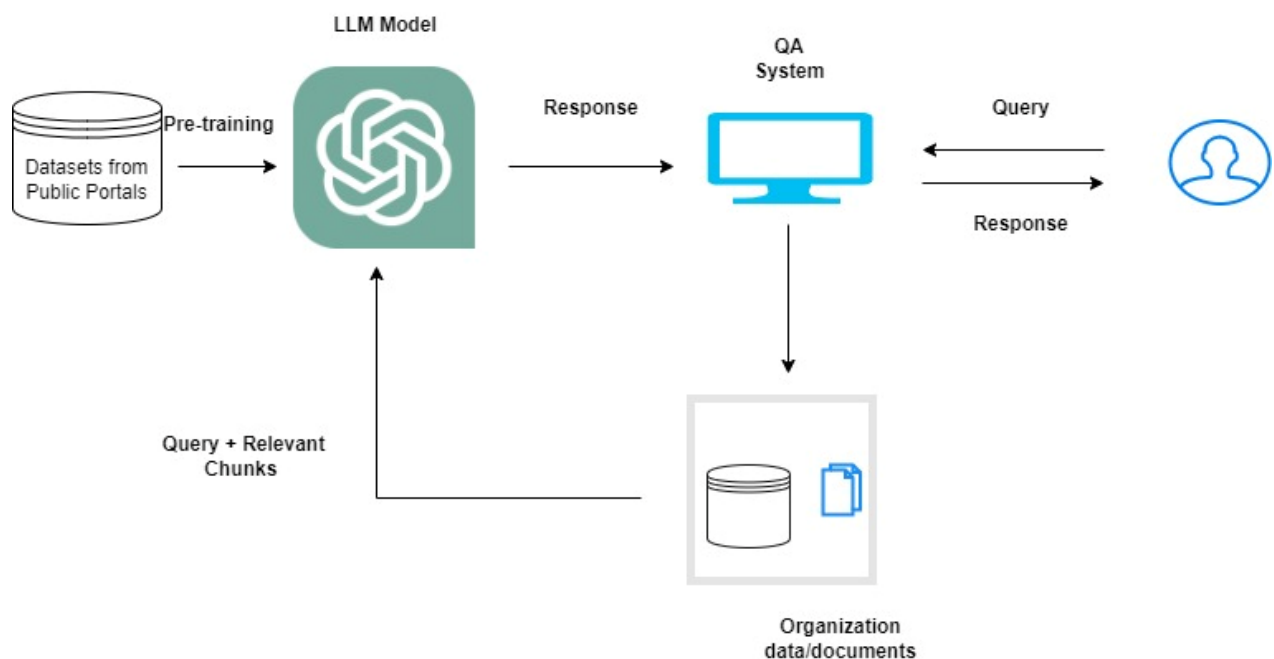 LLM Model
QA
System
Pre-training
Datasets from
Public Portals
Response
Query
Response
Query + Relevant
Chunks
Organization
data/documents